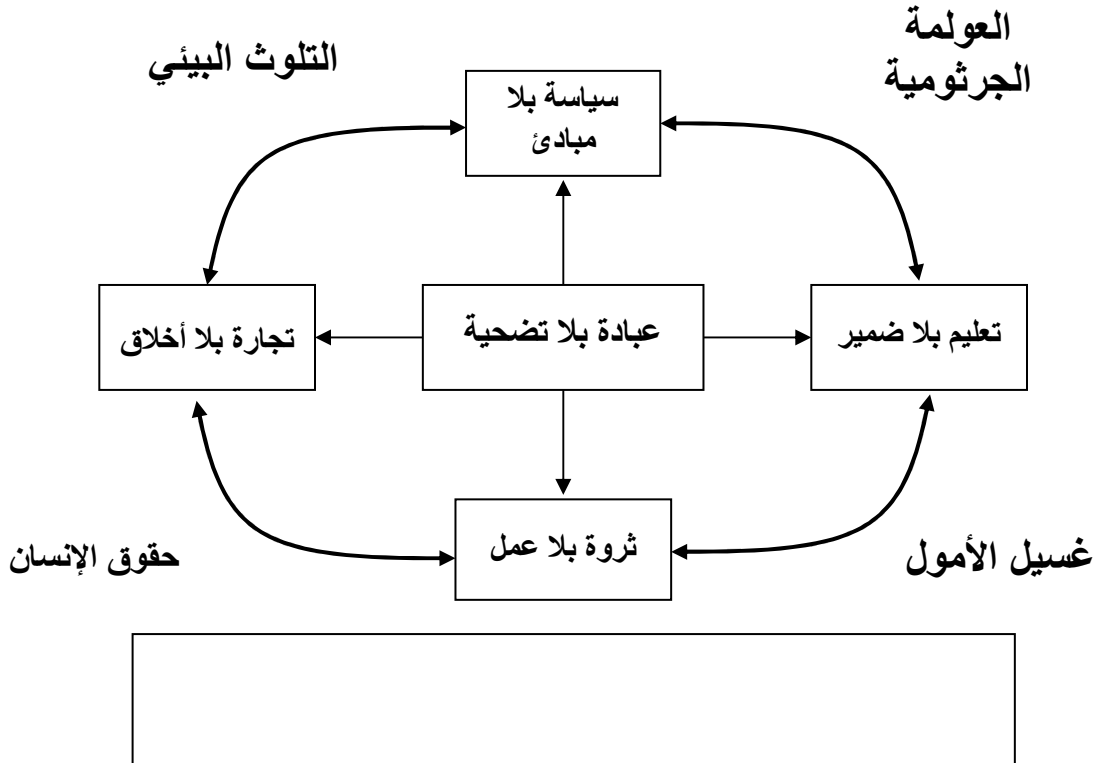 العولمة
الجرثومية
التلوث البيئي
سياسة بلا
مبادئ
تعليم بلا ضمير
عبادة بلا تضحية
تجارة بلا أخلاق
ثروة بلا عمل
غسيل الأمول
حقوق الإنسان